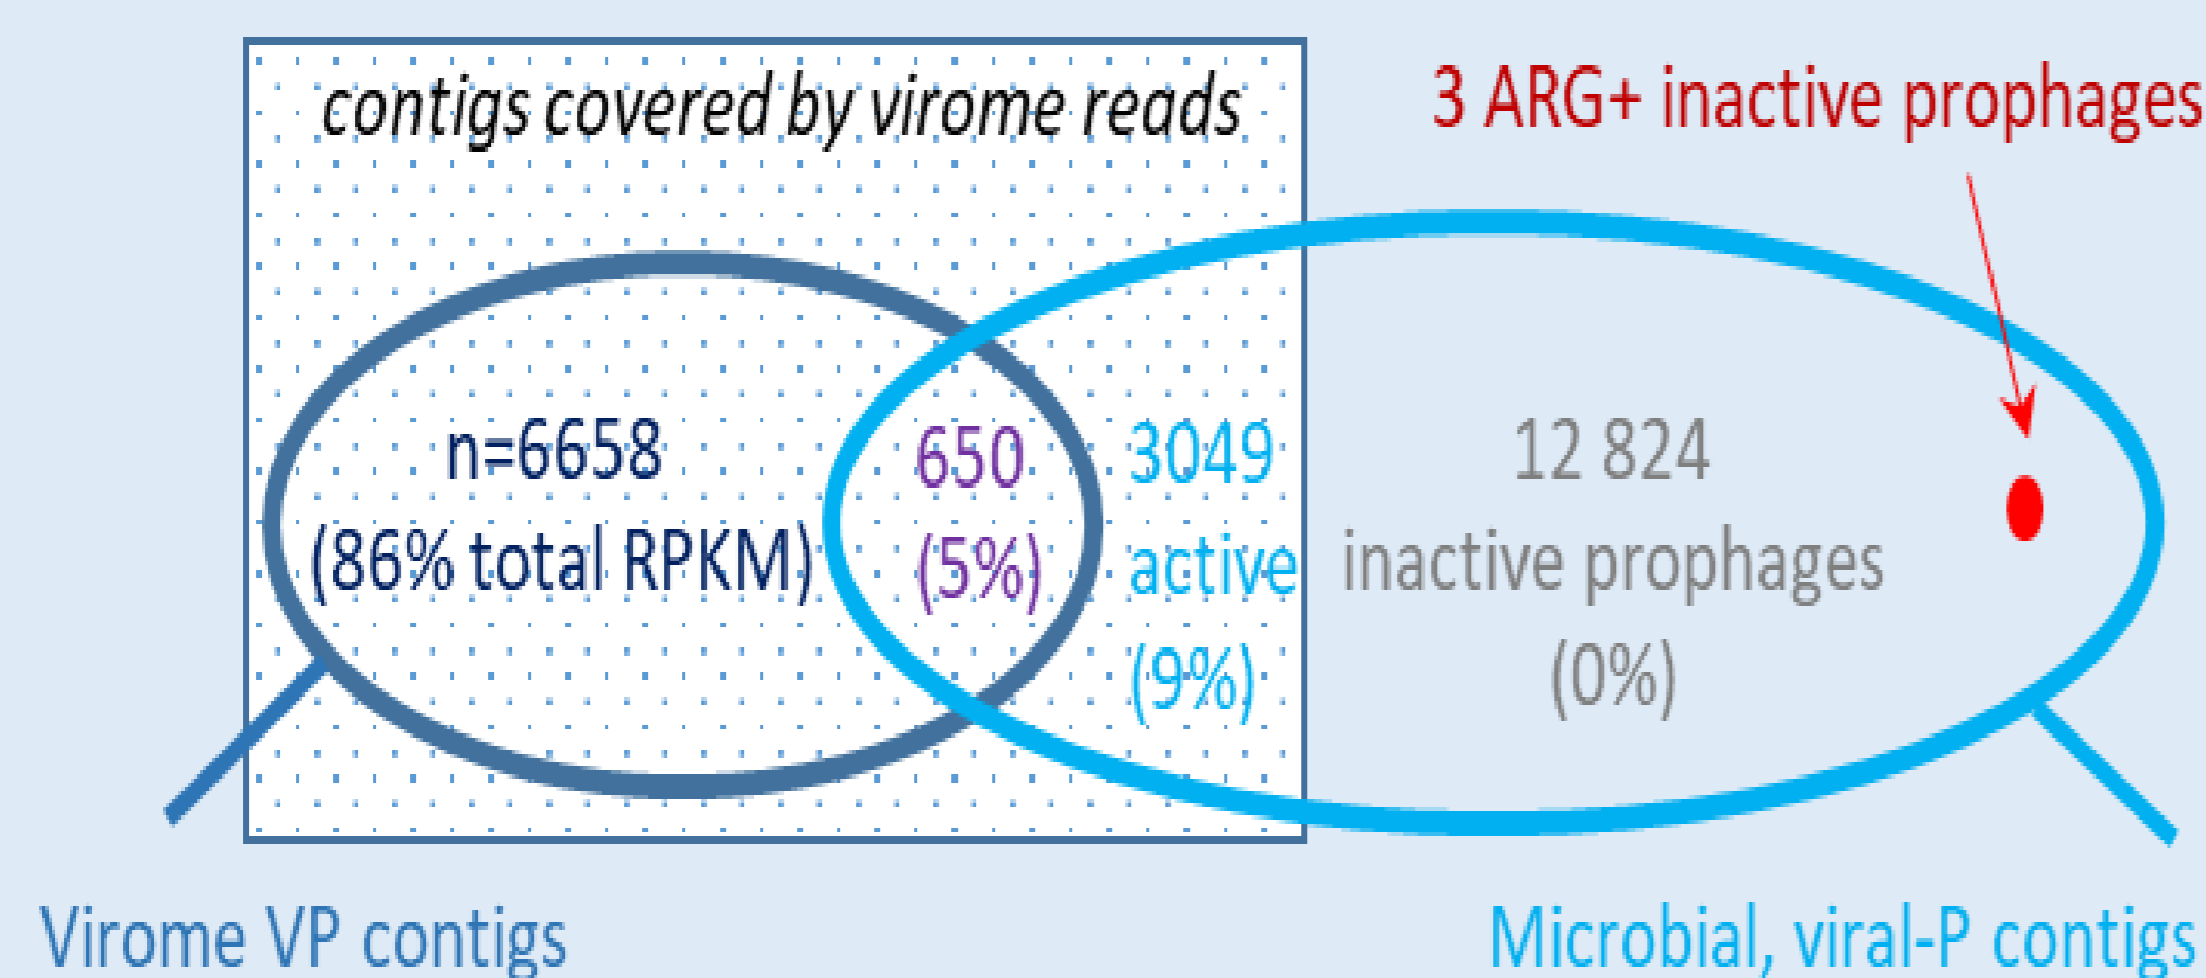 contigs covered by virome reads
3 ARG+ inactive prophages
n=6658
(86% total RPKM)
650
(5%)
3049
active
(9%)
12 824
inactive prophages
(0%)
Virome VP contigs
Microbial, viral-P contigs